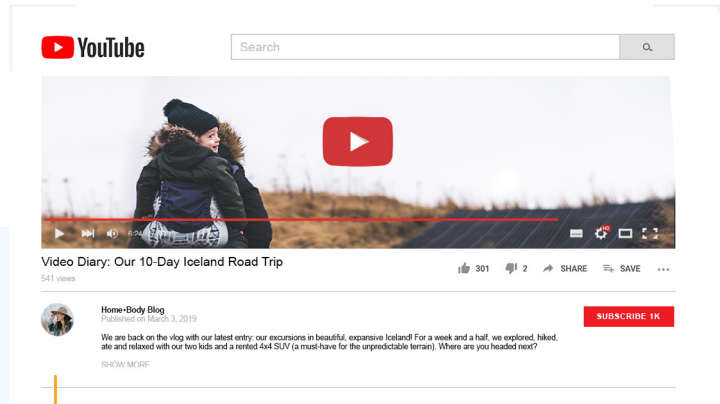 YouTube
Search
6:24
HD
Video Diary: Our 10-Day Iceland Road Trip
541 views
301 2 SHARE SAVE
Home•Body Blog
Published on March 3, 2019
SUBSCRIBE 1K
We are back on the vlog with our latest entry: our excursions in beautiful, expansive Iceland! For a week and a half, we explored, hiked,
ate and relaxed with our two kids and a rented 4x4 SUV (a must-have for the unpredictable terrain). Where are you headed next?
SHOW MORE